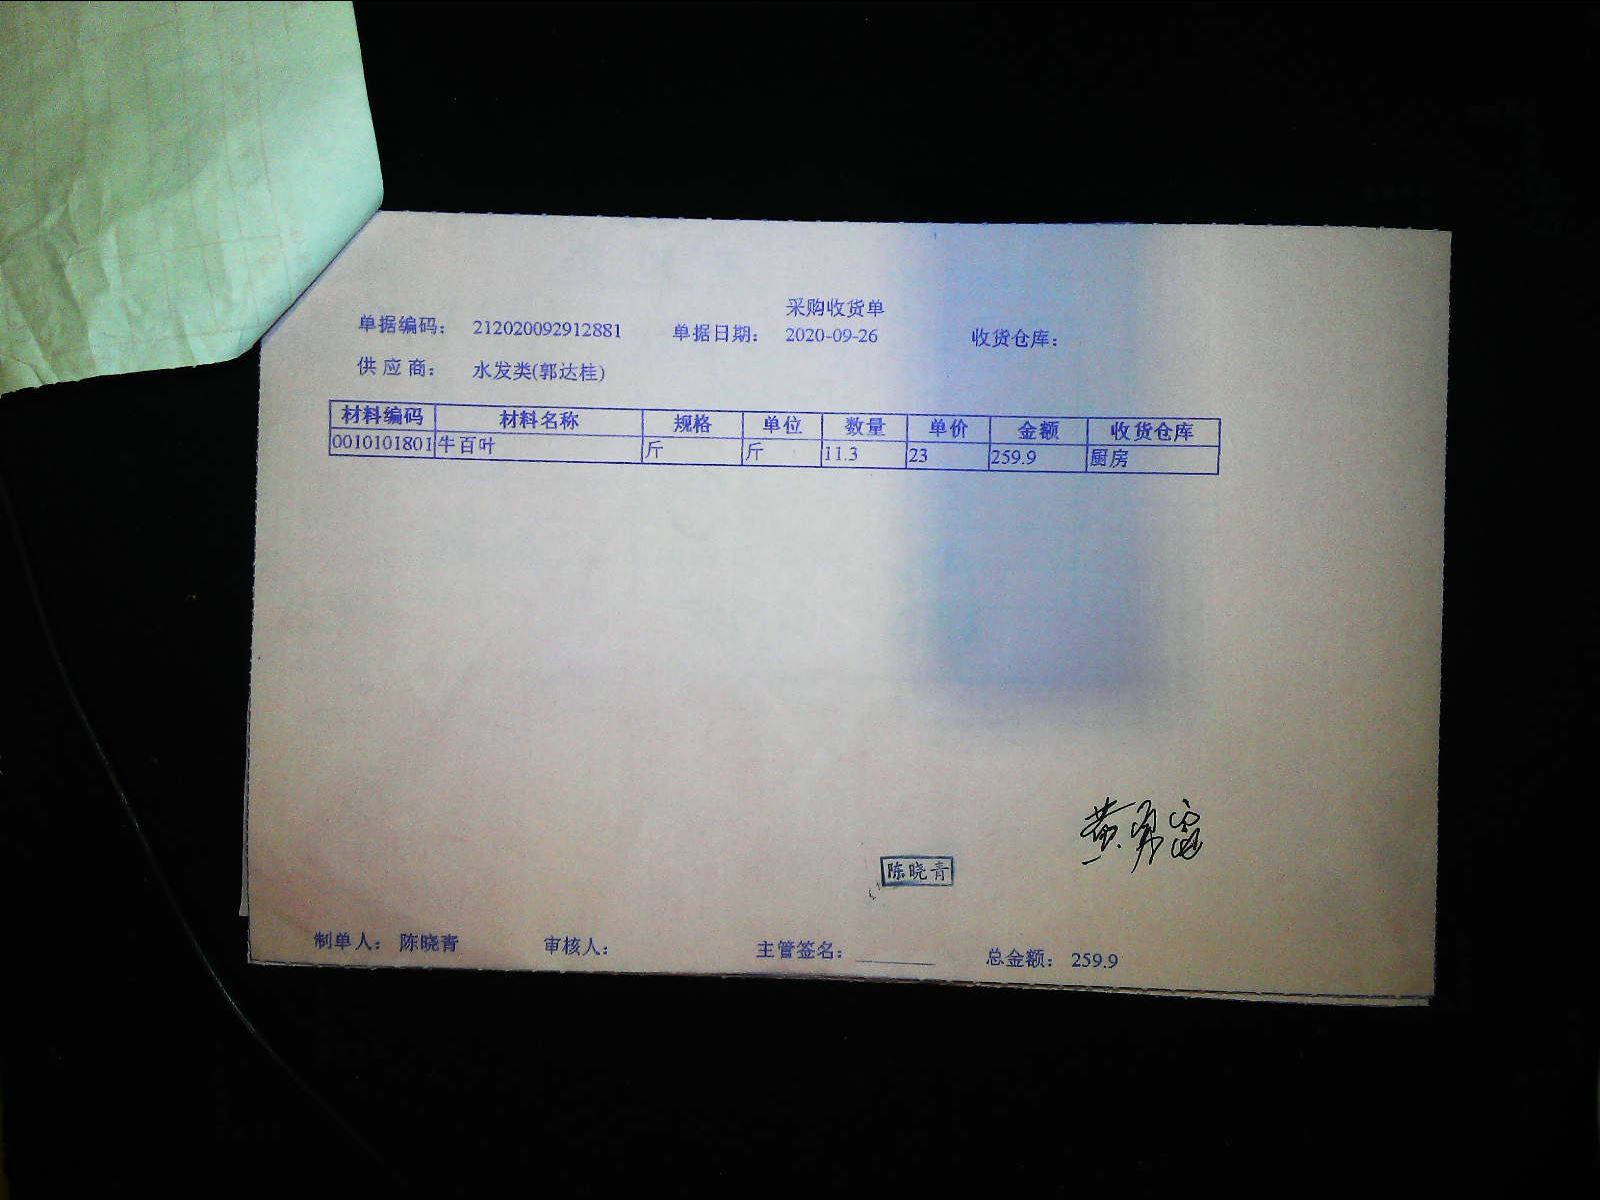 采购收货单
单据编码： 212020092912881 单据日期： 2020-09-26 收货仓库：
供 应 商： 水发类(郭达桂)
材料编码 材料名称 规格 单位 数量 单价 金额 收货仓库
0010101801 牛百叶 斤 斤 11.3 23 259.9 厨房
黄勇富
陈晓青
制单人： 陈晓青 审核人： 主管签名： ________ 总金额： 259.9